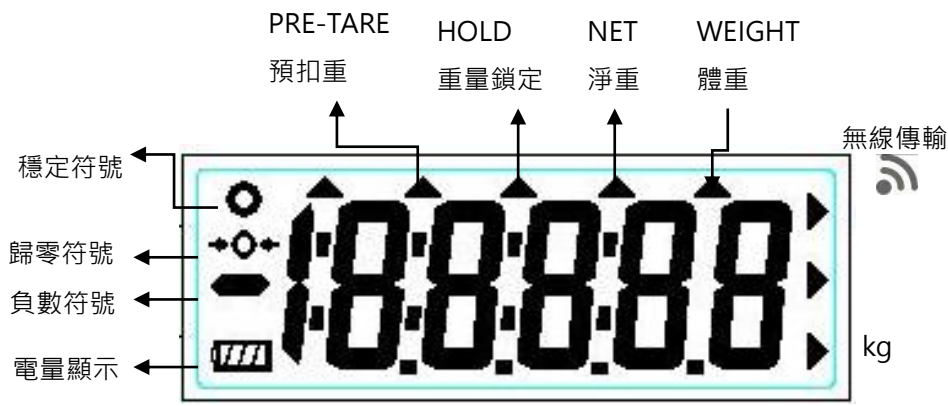 PRE-TARE HOLD NET WEIGHT
預扣重 重量鎖定 淨重 體重
無線傳輸
穩定符號
歸零符號
負數符號
電量顯示
188888
kg